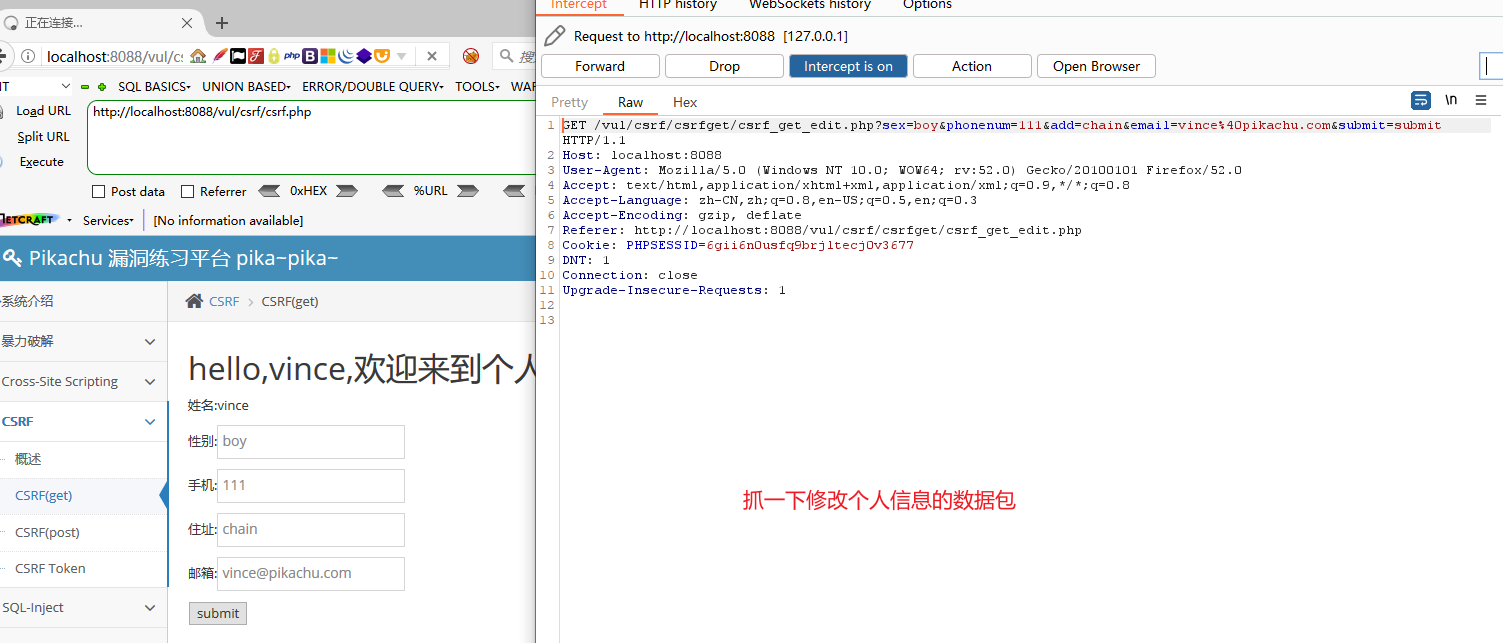 正在连接...
Intercept HTTP history WebSockets history Options
localhost:8088/vul/cs
Request to http://localhost:8088 [127.0.0.1]
Forward Drop Intercept is on Action Open Browser
SQL BASICS▾ UNION BASED▾ ERROR/DOUBLE QUERY▾ TOOLS▾ WAF
Load URL
http://localhost:8088/vul/csrf/csrf.php
Split URL
Execute
Post data Referrer 0xHEX %URL
Services▾ [No information available]
Pretty Raw Hex \n
1 GET /vul/csrf/csrfget/csrf_get_edit.php?sex=boy&phonenum=111&add=chain&email=vince%40pikachu.com&submit=submit
HTTP/1.1
2 Host: localhost:8088
3 User-Agent: Mozilla/5.0 (Windows NT 10.0; WOW64; rv:52.0) Gecko/20100101 Firefox/52.0
4 Accept: text/html,application/xhtml+xml,application/xml;q=0.9,*/*;q=0.8
5 Accept-Language: zh-CN,zh;q=0.8,en-US;q=0.5,en;q=0.3
6 Accept-Encoding: gzip, deflate
7 Referer: http://localhost:8088/vul/csrf/csrfget/csrf_get_edit.php
8 Cookie: PHPSESSID=6gii6n0usfq9brjltecj0v3677
9 DNT: 1
10 Connection: close
11 Upgrade-Insecure-Requests: 1
12
13
Pikachu 漏洞练习平台 pika~pika~
系统介绍
暴力破解
Cross-Site Scripting
CSRF
概述
CSRF(get)
CSRF(post)
CSRF Token
SQL-Inject
CSRF > CSRF(get)
hello,vince,欢迎来到个人
姓名:vince
性别: boy
手机: 111
住址: chain
邮箱: vince@pikachu.com
submit
抓一下修改个人信息的数据包